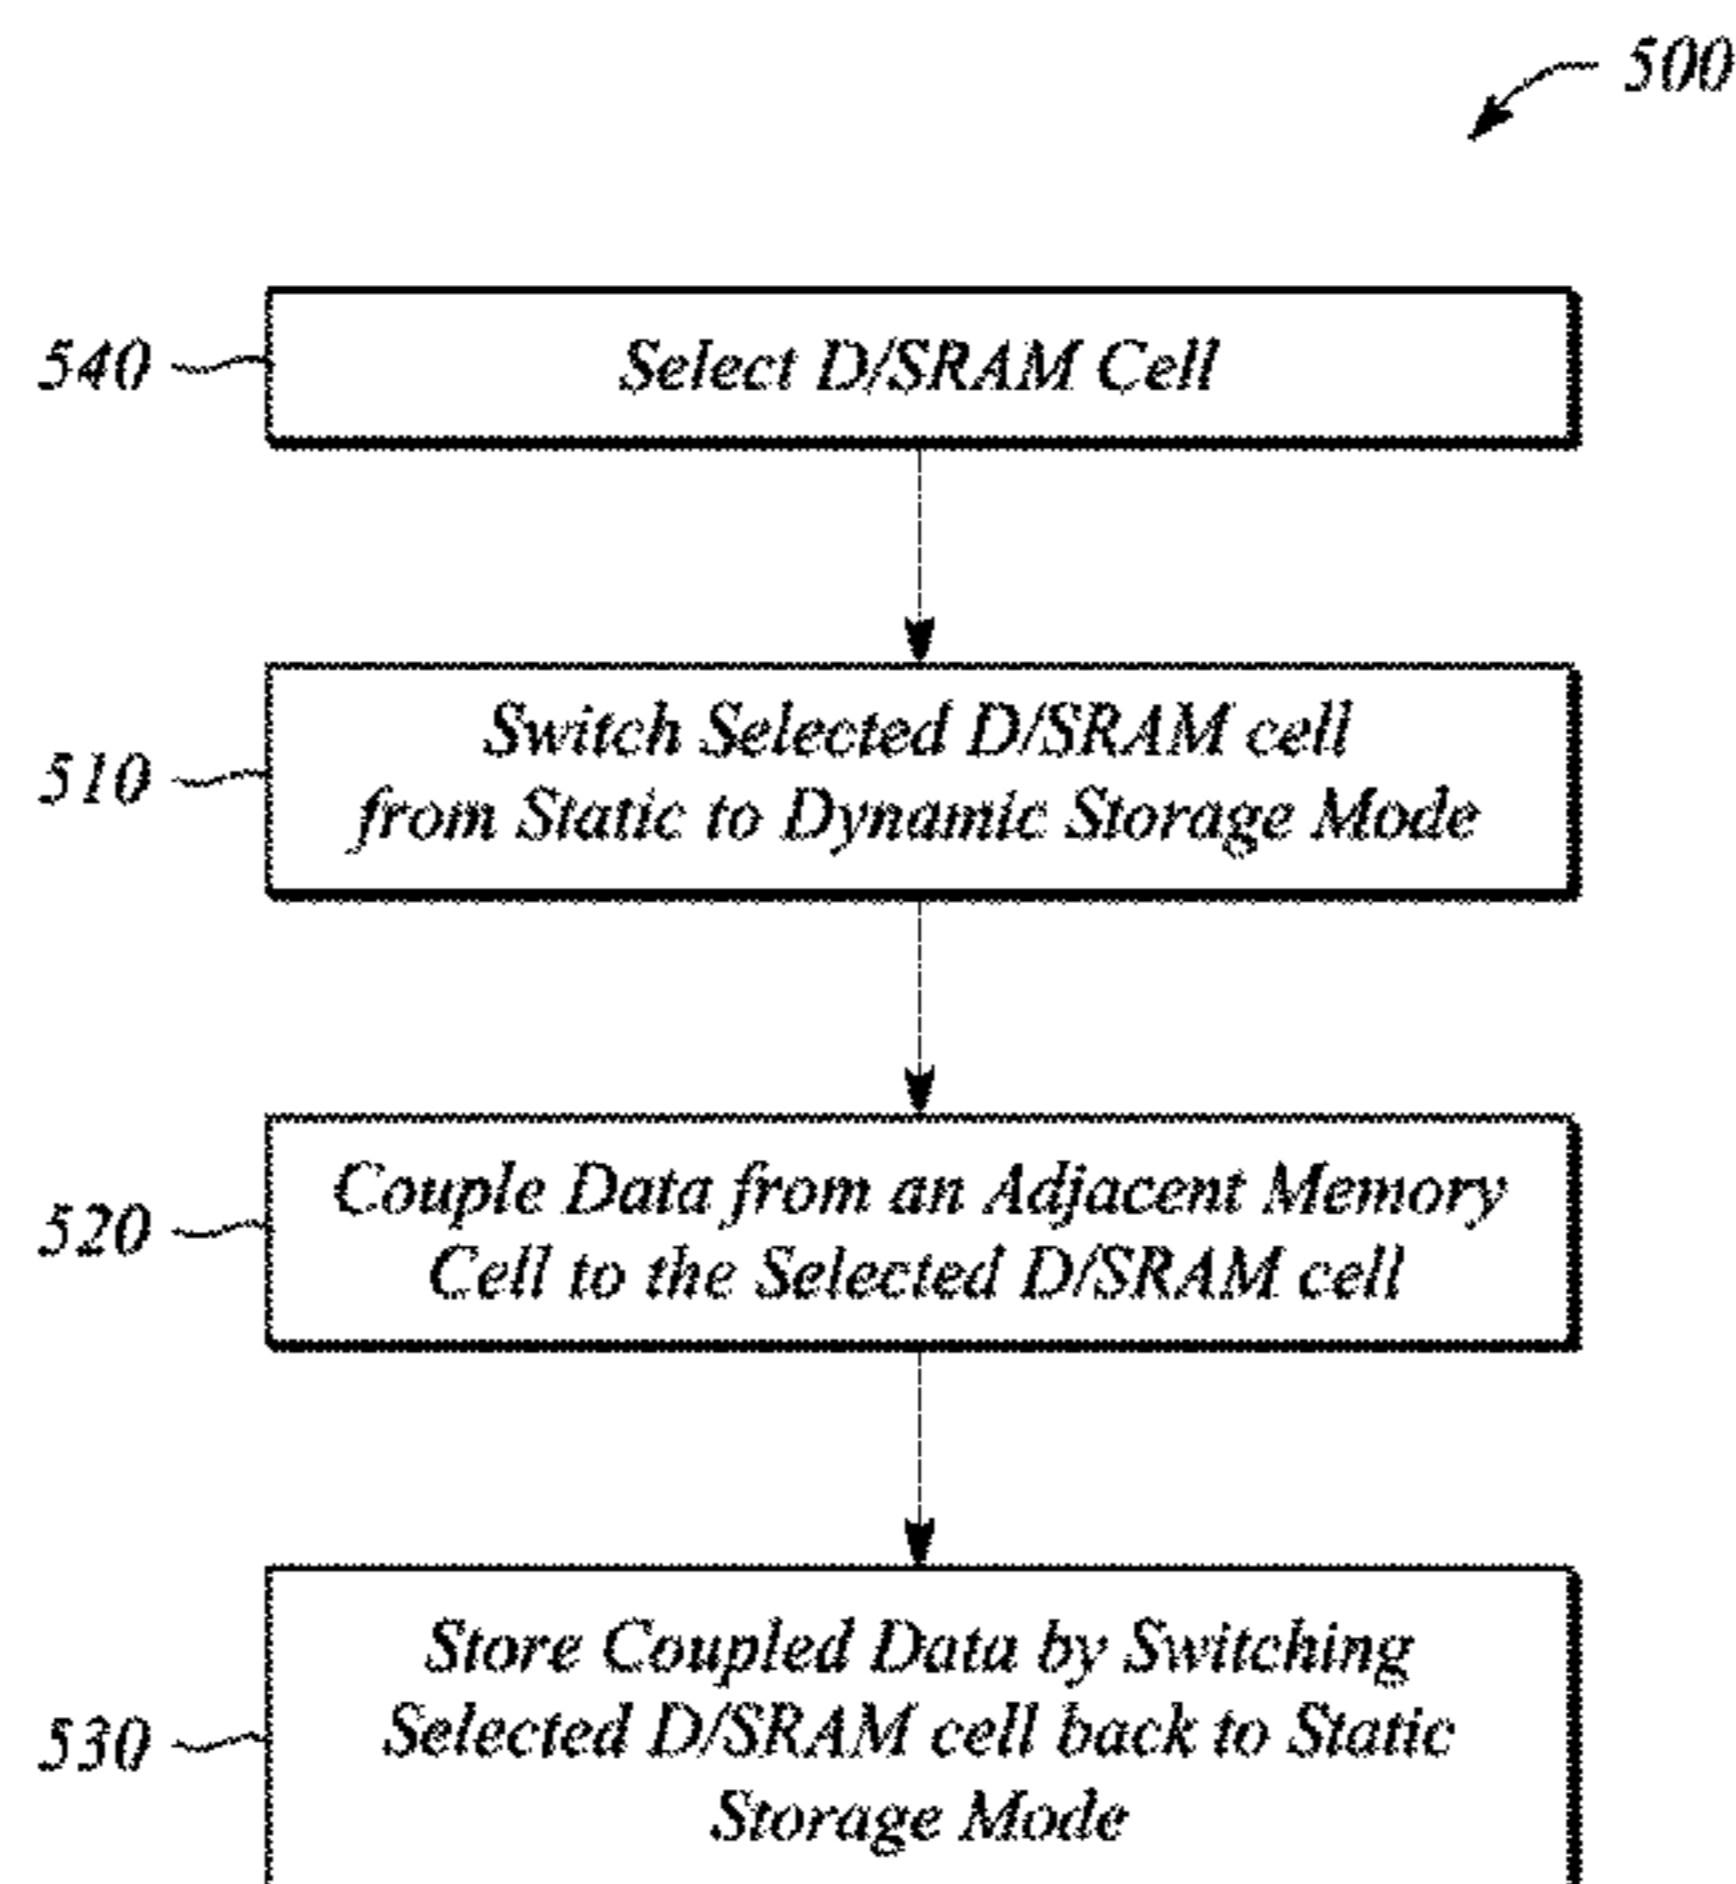 500
540
Select D/SRAM Cell
510
Switch Selected D/SRAM cell
from Static to Dynamic Storage Mode
520
Couple Data from an Adjacent Memory
Cell to the Selected D/SRAM cell
530
Store Coupled Data by Switching
Selected D/SRAM cell back to Static
Storage Mode